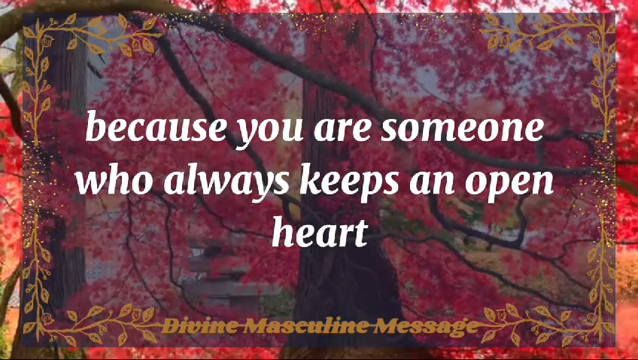 because you are someone
who always keeps an open
heart
Divine Masculine Message